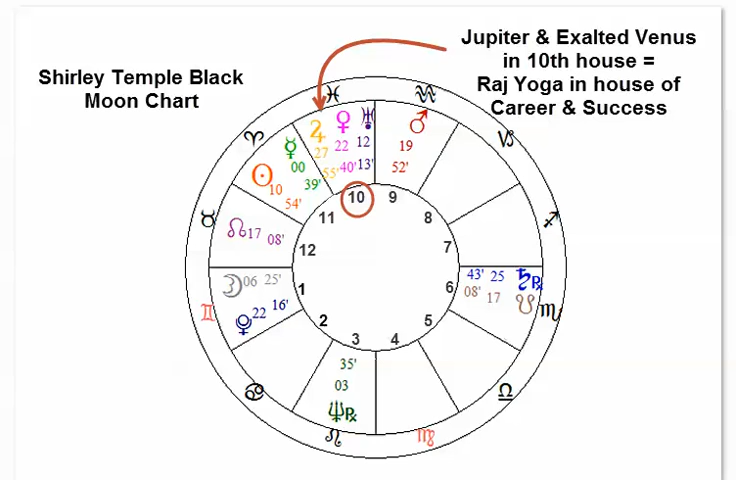 Jupiter & Exalted Venus
in 10th house =
Raj Yoga in house of
Career & Success
Shirley Temple Black
Moon Chart
♓
♒
♈
♑
♉
♐
♊
♏
♋
♎
♌
♍
♃ 27 55'
♀ 22 40'
♅ 12 13'
♂ 19 52'
☿ 00 39'
☉ 10 54'
☊ 17 08'
☽ 06 25'
♇ 22 16'
43' 25 ♄℞
08' 17 ☋
35' 03 ♆℞
10
9
11
8
12
7
1
6
2
5
3
4